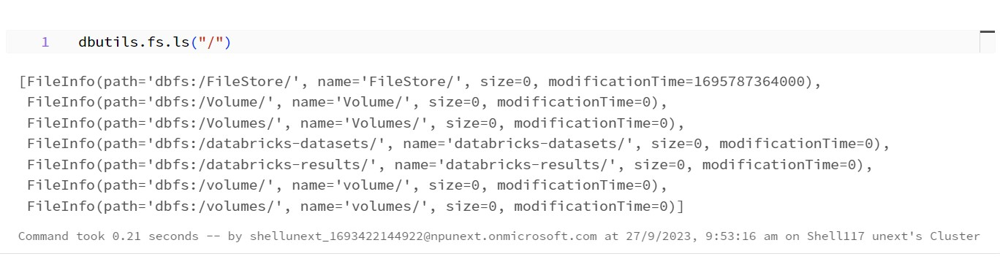 1 dbutils.fs.ls("/")
[FileInfo(path='dbfs:/FileStore/', name='FileStore/', size=0, modificationTime=1695787364000),
FileInfo(path='dbfs:/Volume/', name='Volume/', size=0, modificationTime=0),
FileInfo(path='dbfs:/Volumes/', name='Volumes/', size=0, modificationTime=0),
FileInfo(path='dbfs:/databricks-datasets/', name='databricks-datasets/', size=0, modificationTime=0),
FileInfo(path='dbfs:/databricks-results/', name='databricks-results/', size=0, modificationTime=0),
FileInfo(path='dbfs:/volume/', name='volume/', size=0, modificationTime=0),
FileInfo(path='dbfs:/volumes/', name='volumes/', size=0, modificationTime=0)]
Command took 0.21 seconds -- by shellunext_1693422144922@npunext.onmicrosoft.com at 27/9/2023, 9:53:16 am on Shell117 unext's Cluster